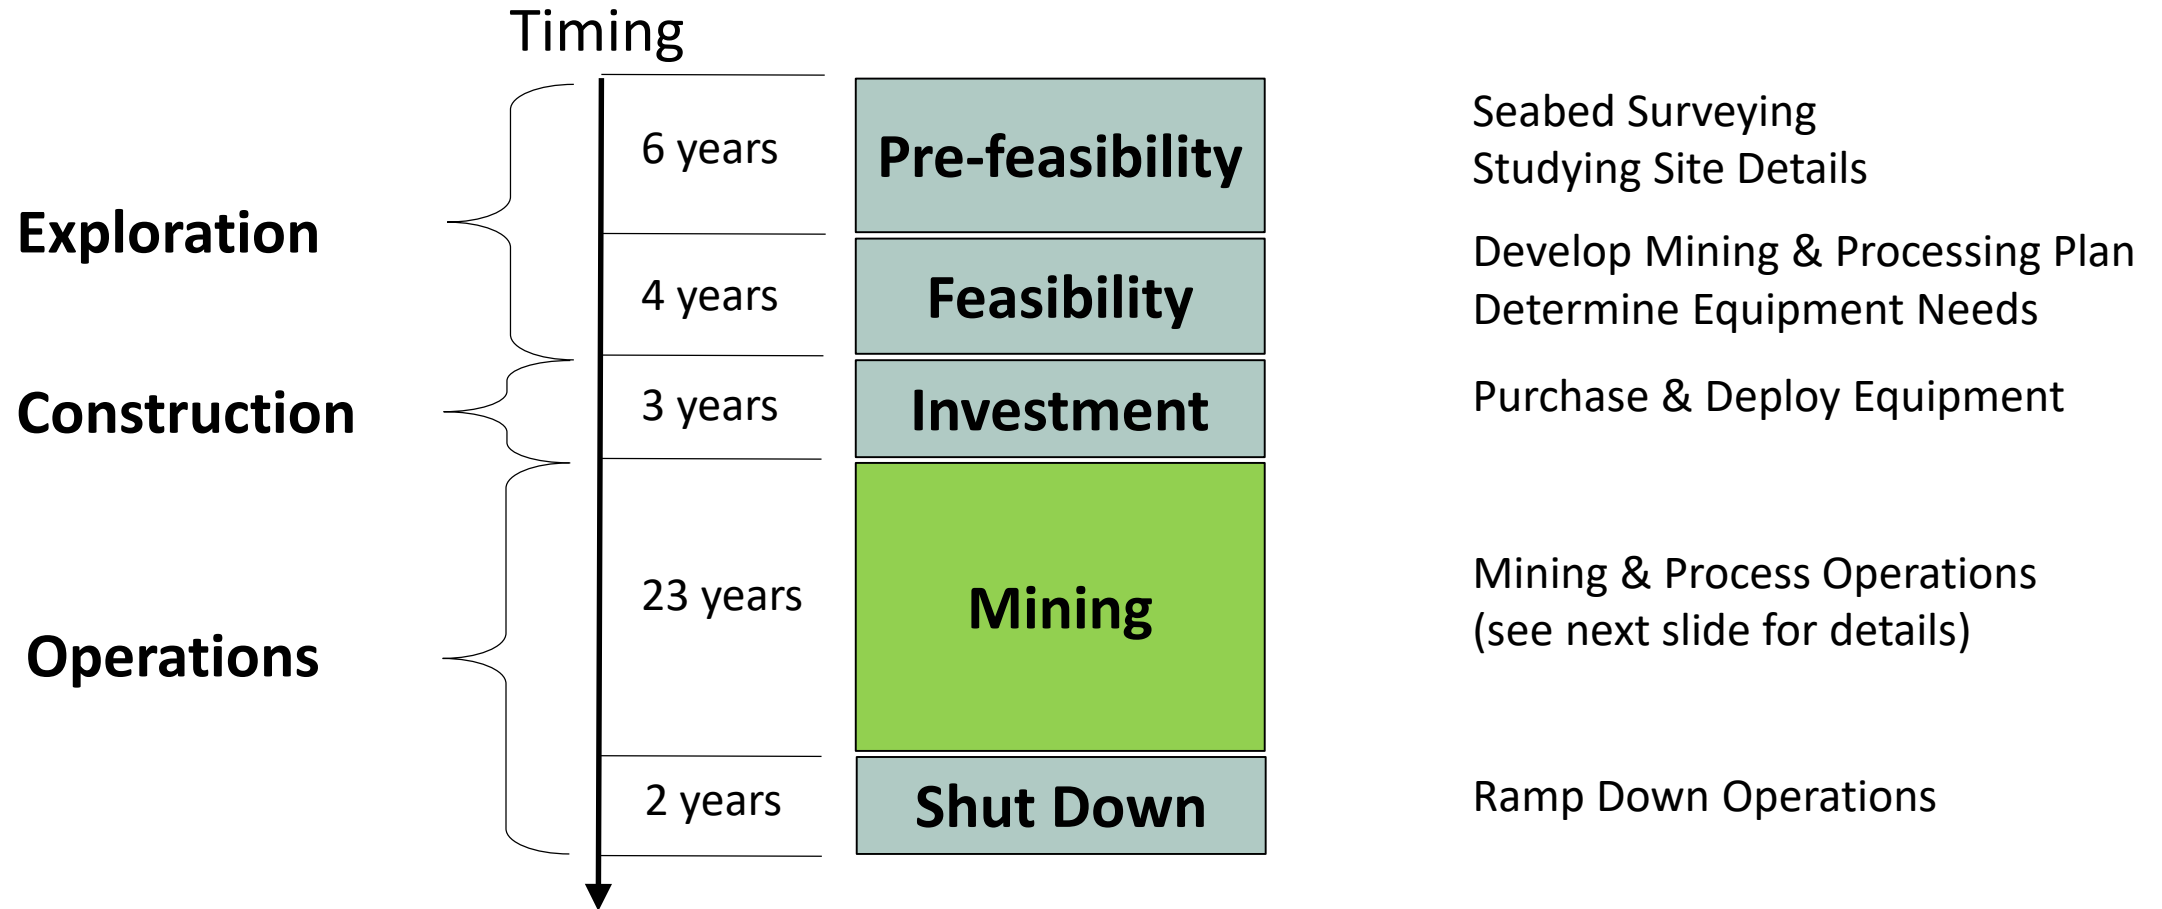 Timing
Exploration
6 years
Pre-feasibility
Seabed Surveying
Studying Site Details
4 years
Feasibility
Develop Mining & Processing Plan
Determine Equipment Needs
Construction
3 years
Investment
Purchase & Deploy Equipment
Operations
23 years
Mining
Mining & Process Operations
(see next slide for details)
2 years
Shut Down
Ramp Down Operations